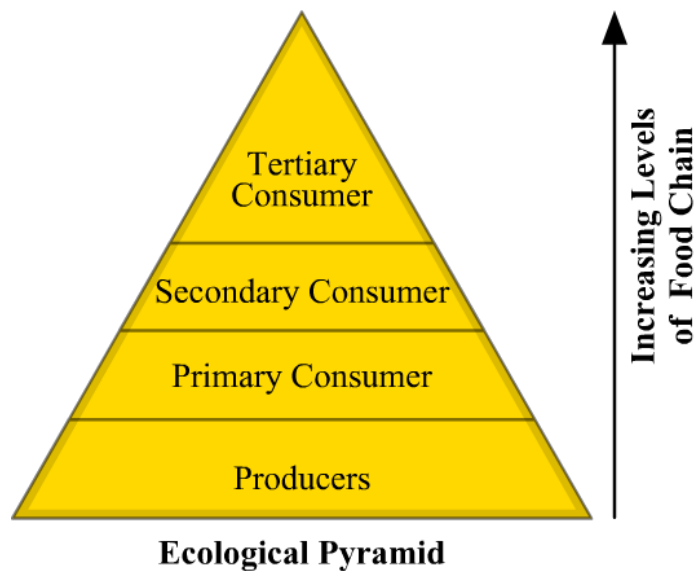 Tertiary
Consumer
Secondary Consumer
Primary Consumer
Producers
Increasing Levels
of Food Chain
Ecological Pyramid